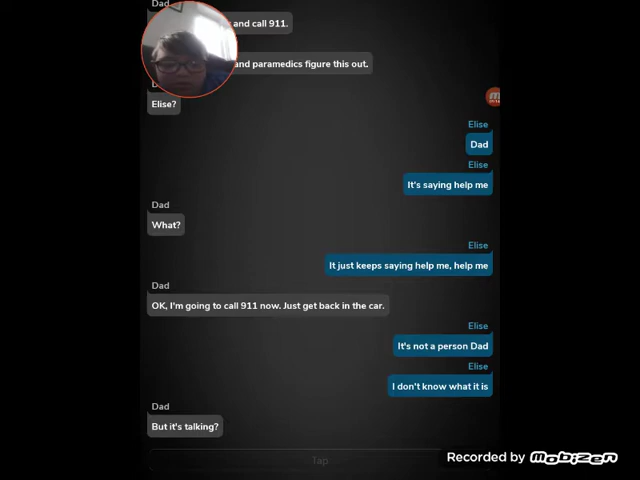 Dad
and call 911.
and paramedics figure this out.
Elise?
Elise
Dad
Elise
It's saying help me
Dad
What?
Elise
It just keeps saying help me, help me
Dad
OK, I'm going to call 911 now. Just get back in the car.
Elise
It's not a person Dad
Elise
I don't know what it is
Dad
But it's talking?
Tap
Recorded by Mobizen